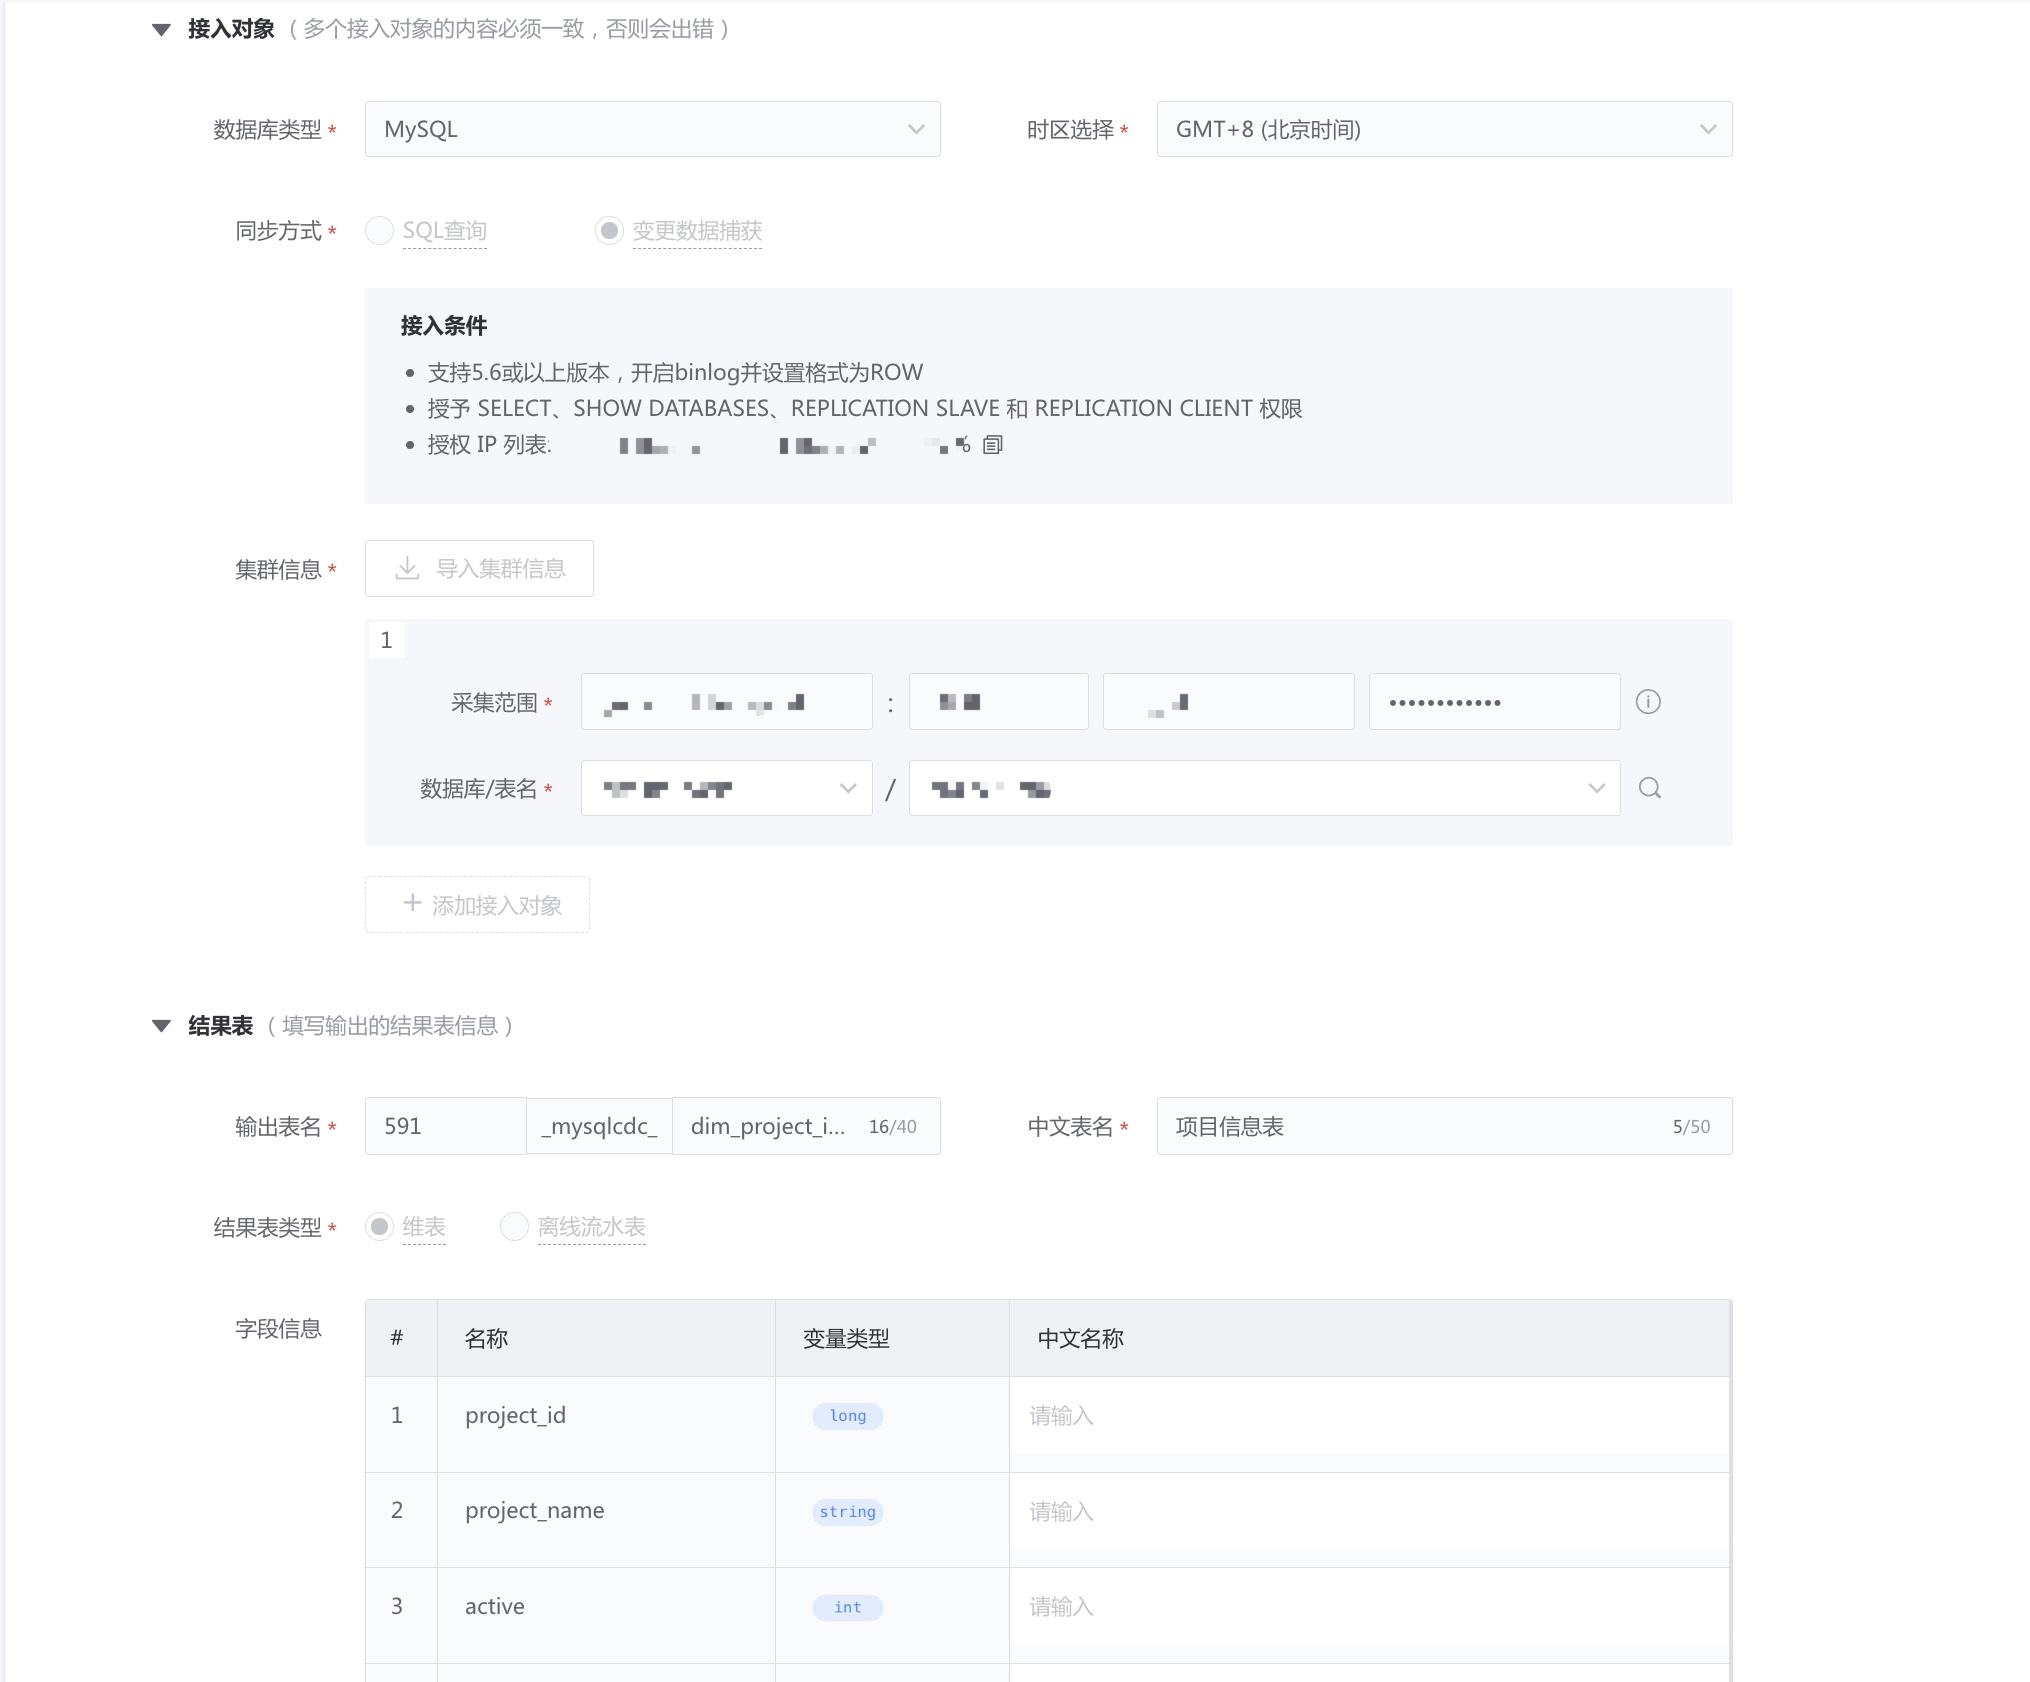 接入对象（多个接入对象的内容必须一致，否则会出错）
数据库类型* MySQL 时区选择* GMT+8 (北京时间)
同步方式* SQL查询 变更数据捕获
接入条件
• 支持5.6或以上版本，开启binlog并设置格式为ROW
• 授予 SELECT、SHOW DATABASES、REPLICATION SLAVE 和 REPLICATION CLIENT 权限
• 授权 IP 列表:
集群信息* 导入集群信息
1
采集范围* : ••••••••••••
数据库/表名* /
+ 添加接入对象
结果表（填写输出的结果表信息）
输出表名* 591 _mysqlcdc_ dim_project_i... 16/40 中文表名* 项目信息表 5/50
结果表类型* 维表 离线流水表
字段信息 # 名称 变量类型 中文名称
1 project_id long 请输入
2 project_name string 请输入
3 active int 请输入